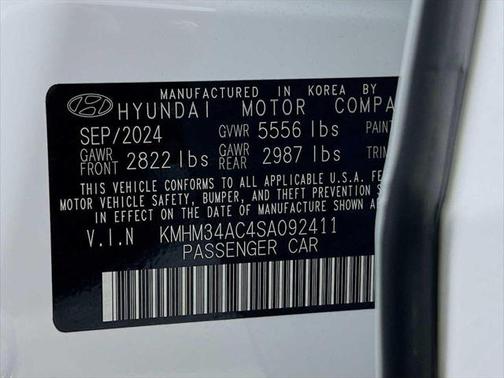 MANUFACTURED IN KOREA BY
HYUNDAI MOTOR COMPA
SEP/2024 GVWR 5556 lbs PAINT
GAWR FRONT 2822 lbs GAWR REAR 2987 lbs TRIM
THIS VEHICLE CONFORMS TO ALL APPLICABLE U.S.A. FE
MOTOR VEHICLE SAFETY, BUMPER, AND THEFT PREVENTION S
IN EFFECT ON THE DATE OF MANUFACTURE SHOWN A
V.I.N KMHM34AC4SA092411
PASSENGER CAR